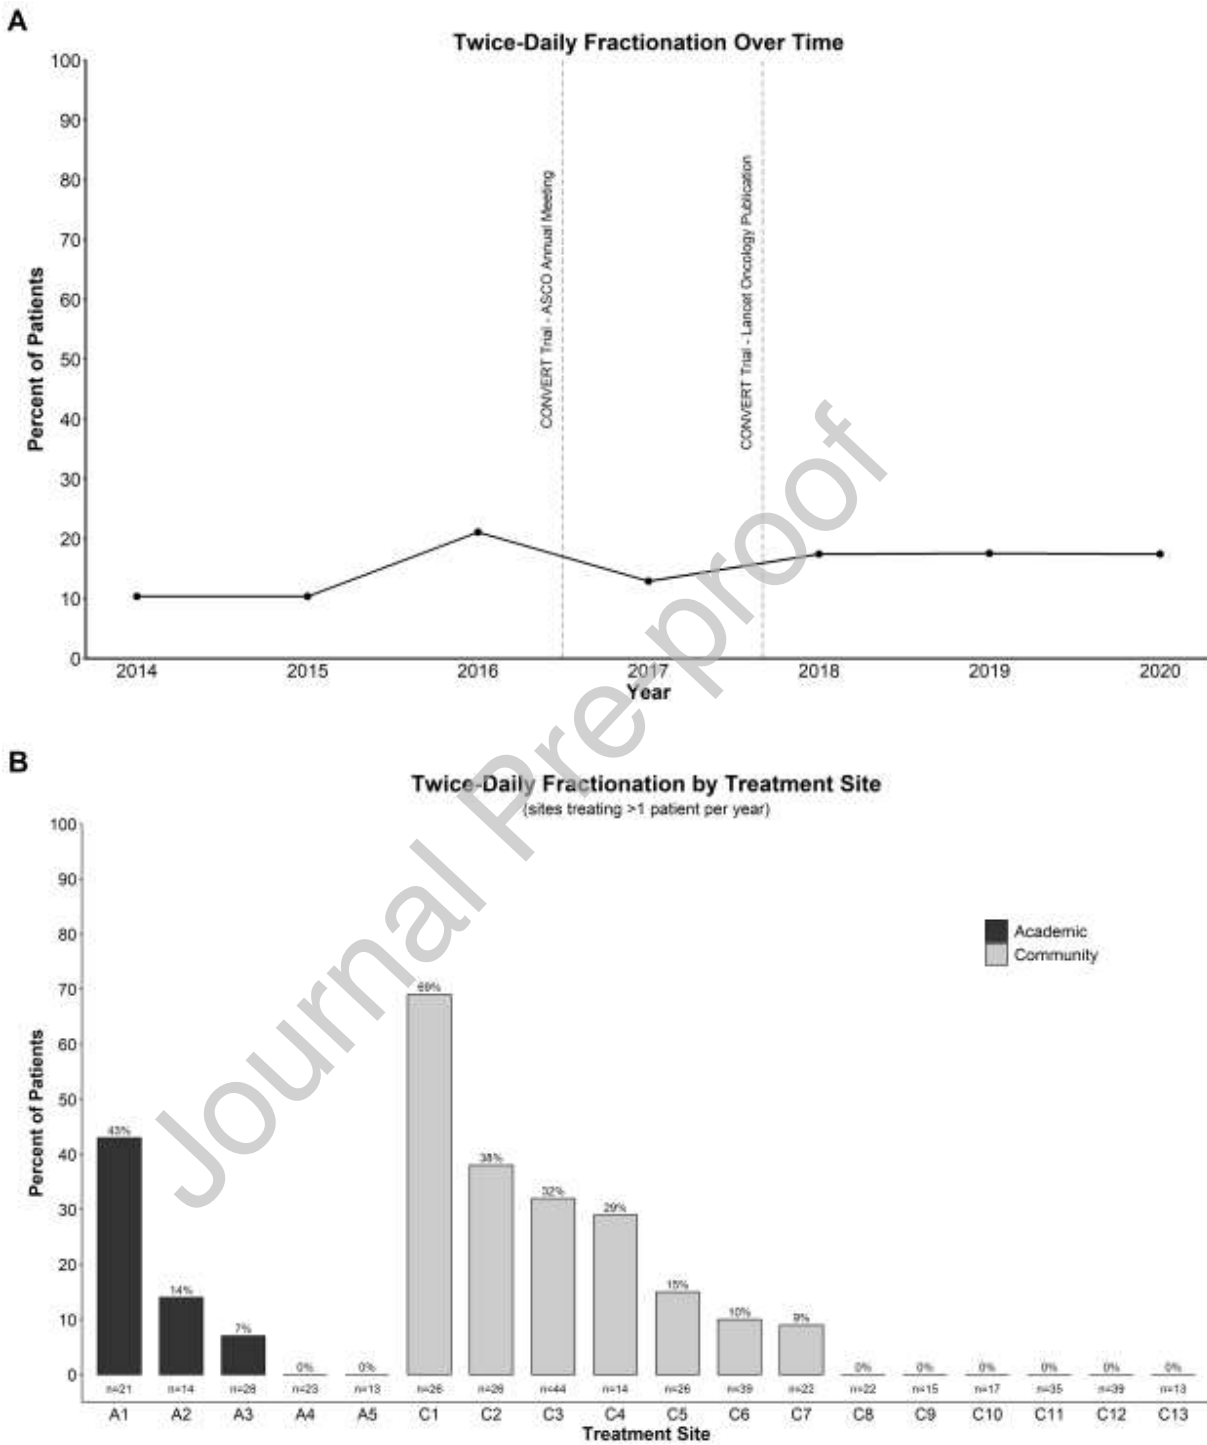 A
Twice-Daily Fractionation Over Time
100
90
80
70
60
50
40
30
20
10
0
Percent of Patients
CONVERT Trial - ASCO Annual Meeting
CONVERT Trial - Lancet Oncology Publication
2014 2015 2016 2017 2018 2019 2020
Year
Journal Pre-proof
B
Twice-Daily Fractionation by Treatment Site
(sites treating >1 patient per year)
100
90
80
70
60
50
40
30
20
10
0
Percent of Patients
Academic
Community
43% 14% 7% 0% 0% 69% 38% 32% 29% 15% 10% 9% 0% 0% 0% 0% 0% 0%
n=21 n=14 n=28 n=23 n=13 n=26 n=26 n=44 n=14 n=26 n=39 n=22 n=22 n=15 n=17 n=35 n=39 n=13
A1 A2 A3 A4 A5 C1 C2 C3 C4 C5 C6 C7 C8 C9 C10 C11 C12 C13
Treatment Site